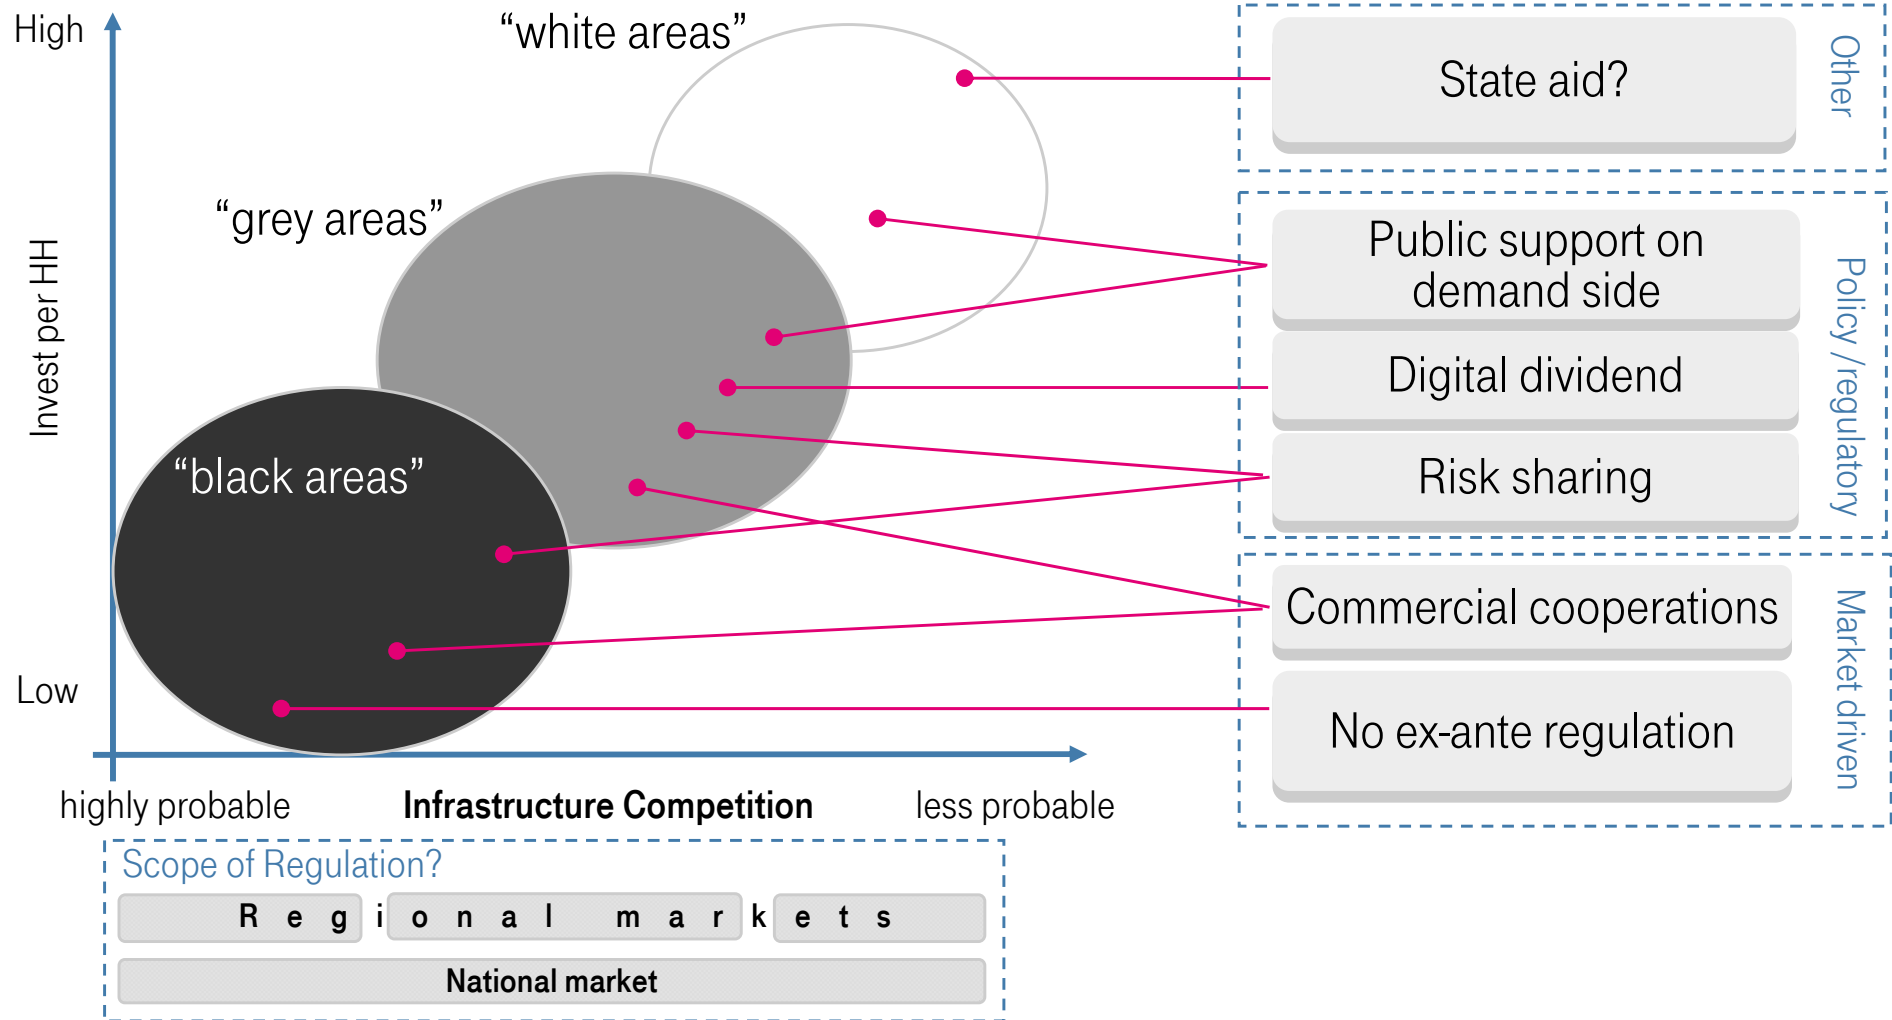 High
“white areas”
“grey areas”
“black areas”
Invest per HH
Low
highly probable
Infrastructure Competition
less probable
Scope of Regulation?
Regional markets
National market
State aid?
Other
Public support on
demand side
Digital dividend
Risk sharing
Policy /regulatory
Commercial cooperations
No ex-ante regulation
Market driven